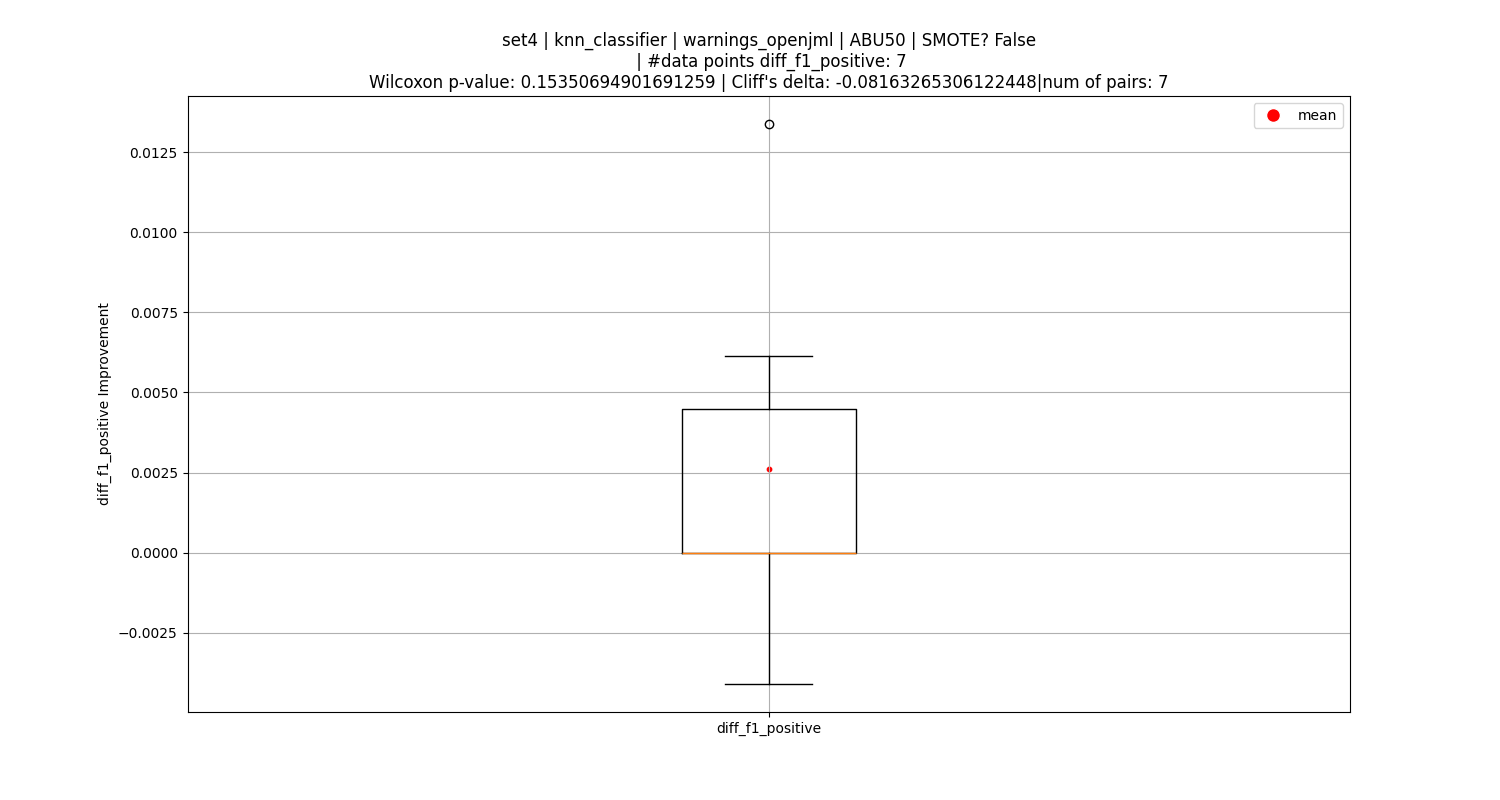 set4 | knn_classifier | warnings_openjml | ABU50 | SMOTE? False
| #data points diff_f1_positive: 7
Wilcoxon p-value: 0.15350694901691259 | Cliff's delta: -0.08163265306122448|num of pairs: 7
mean
0.0125
0.0100
0.0075
0.0050
0.0025
0.0000
−0.0025
diff_f1_positive Improvement
diff_f1_positive